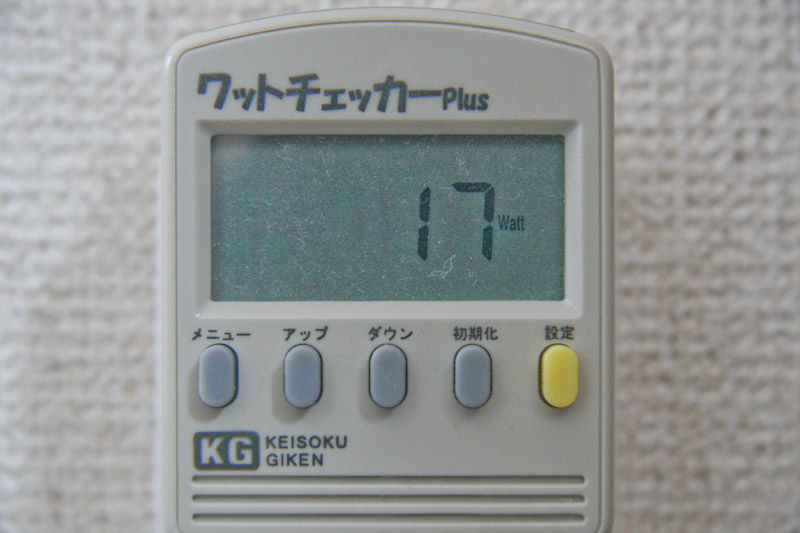 ワットチェッカーPlus
17 Watt
メニュー アップ ダウン 初期化 設定
KG KEISOKU
GIKEN